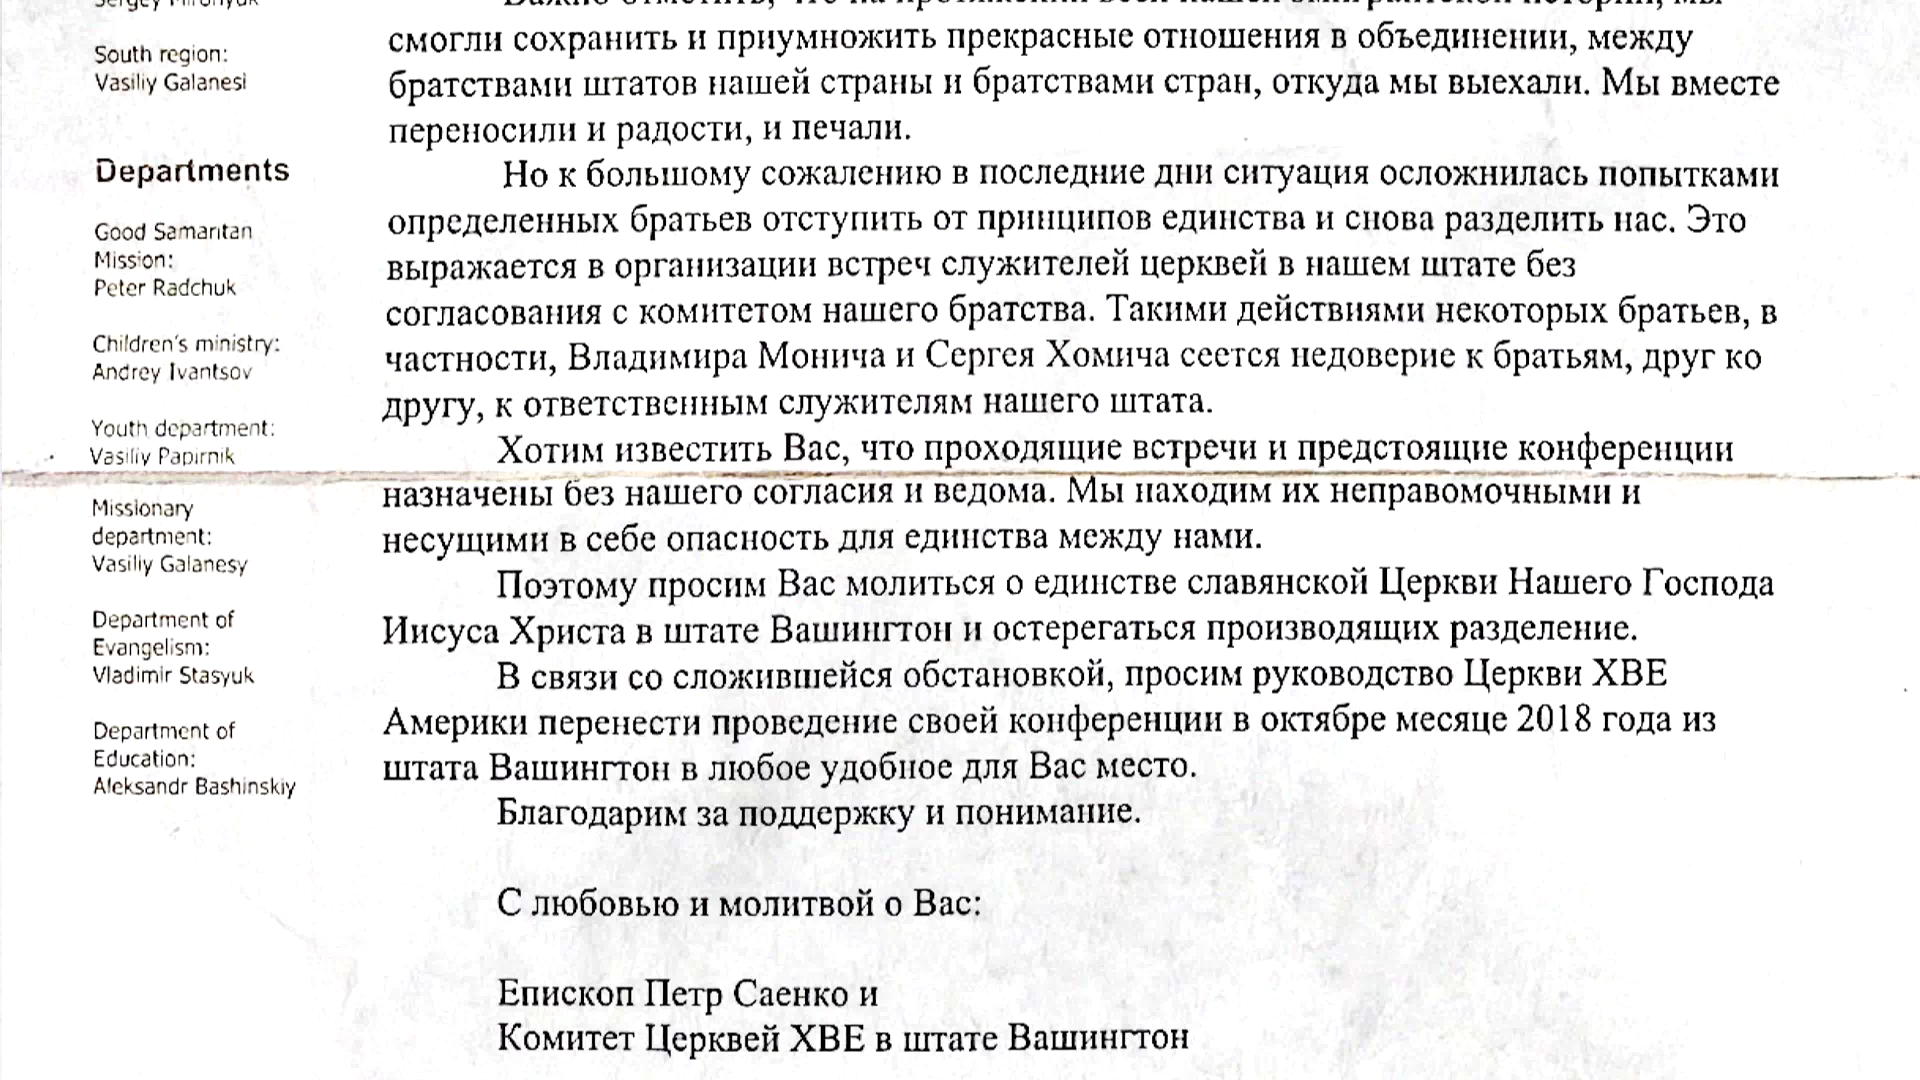 South region:
Vasiliy Galanesi
Departments
Good Samaritan
Mission:
Peter Radchuk
Children's ministry:
Andrey Ivantsov
Youth department:
Vasiliy Papirnik
Missionary
department:
Vasiliy Galanesy
Department of
Evangelism:
Vladimir Stasyuk
Department of
Education:
Aleksandr Bashinskiy
смогли сохранить и приумножить прекрасные отношения в объединении, между
братствами штатов нашей страны и братствами стран, откуда мы выехали. Мы вместе
переносили и радости, и печали.
Но к большому сожалению в последние дни ситуация осложнилась попытками
определенных братьев отступить от принципов единства и снова разделить нас. Это
выражается в организации встреч служителей церквей в нашем штате без
согласования с комитетом нашего братства. Такими действиями некоторых братьев, в
частности, Владимира Монича и Сергея Хомича сеется недоверие к братьям, друг ко
другу, к ответственным служителям нашего штата.
Хотим известить Вас, что проходящие встречи и предстоящие конференции
назначены без нашего согласия и ведома. Мы находим их неправомочными и
несущими в себе опасность для единства между нами.
Поэтому просим Вас молиться о единстве славянской Церкви Нашего Господа
Иисуса Христа в штате Вашингтон и остерегаться производящих разделение.
В связи со сложившейся обстановкой, просим руководство Церкви ХВЕ
Америки перенести проведение своей конференции в октябре месяце 2018 года из
штата Вашингтон в любое удобное для Вас место.
Благодарим за поддержку и понимание.
С любовью и молитвой о Вас:
Епископ Петр Саенко и
Комитет Церквей ХВЕ в штате Вашингтон